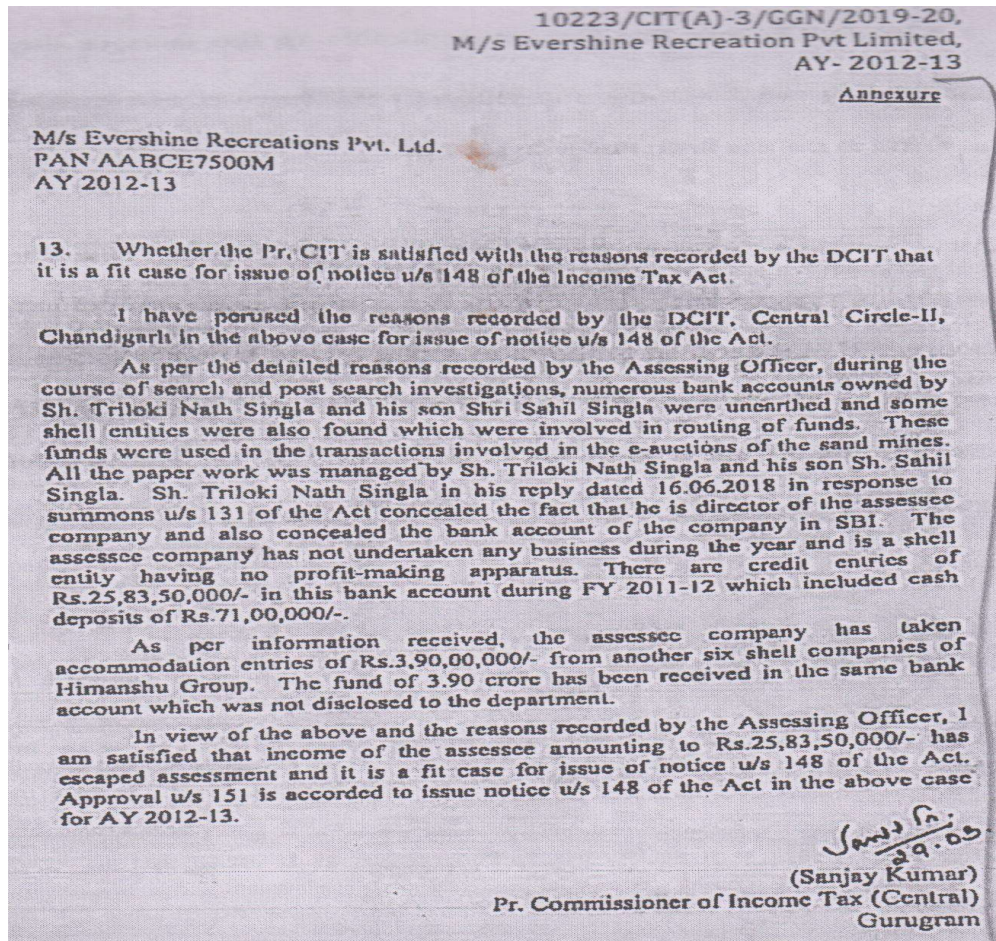 10223/CIT(A)-3/GGN/2019-20,
M/s Evershine Recreation Pvt Limited,
AY- 2012-13
Annexure
M/s Evershine Recreations Pvt. Ltd.
PAN AABCE7500M
AY 2012-13
13. Whether the Pr. CIT is satisfied with the reasons recorded by the DCIT that
it is a fit case for issue of notice u/s 148 of the Income Tax Act.
I have perused the reasons recorded by the DCIT, Central Circle-II,
Chandigarh in the above case for issue of notice u/s 148 of the Act.
As per the detailed reasons recorded by the Assessing Officer, during the
course of search and post search investigations, numerous bank accounts owned by
Sh. Triloki Nath Singla and his son Shri Sahil Singla were unearthed and some
shell entities were also found which were involved in routing of funds. These
funds were used in the transactions involved in the e-auctions of the sand mines.
All the paper work was managed by Sh. Triloki Nath Singla and his son Sh. Sahil
Singla. Sh. Triloki Nath Singla in his reply dated 16.06.2018 in response to
summons u/s 131 of the Act concealed the fact that he is director of the assessee
company and also concealed the bank account of the company in SBI. The
assessee company has not undertaken any business during the year and is a shell
entity having no profit-making apparatus. There are credit entries of
Rs.25,83,50,000/- in this bank account during FY 2011-12 which included cash
deposits of Rs.71,00,000/-.
As per information received, the assessee company has taken
accommodation entries of Rs.3,90,00,000/- from another six shell companies of
Himanshu Group. The fund of 3.90 crore has been received in the same bank
account which was not disclosed to the department.
In view of the above and the reasons recorded by the Assessing Officer, I
am satisfied that income of the assessee amounting to Rs.25,83,50,000/- has
escaped assessment and it is a fit case for issue of notice u/s 148 of the Act.
Approval u/s 151 is accorded to issue notice u/s 148 of the Act in the above case
for AY 2012-13.
29.03
(Sanjay Kumar)
Pr. Commissioner of Income Tax (Central)
Gurugram